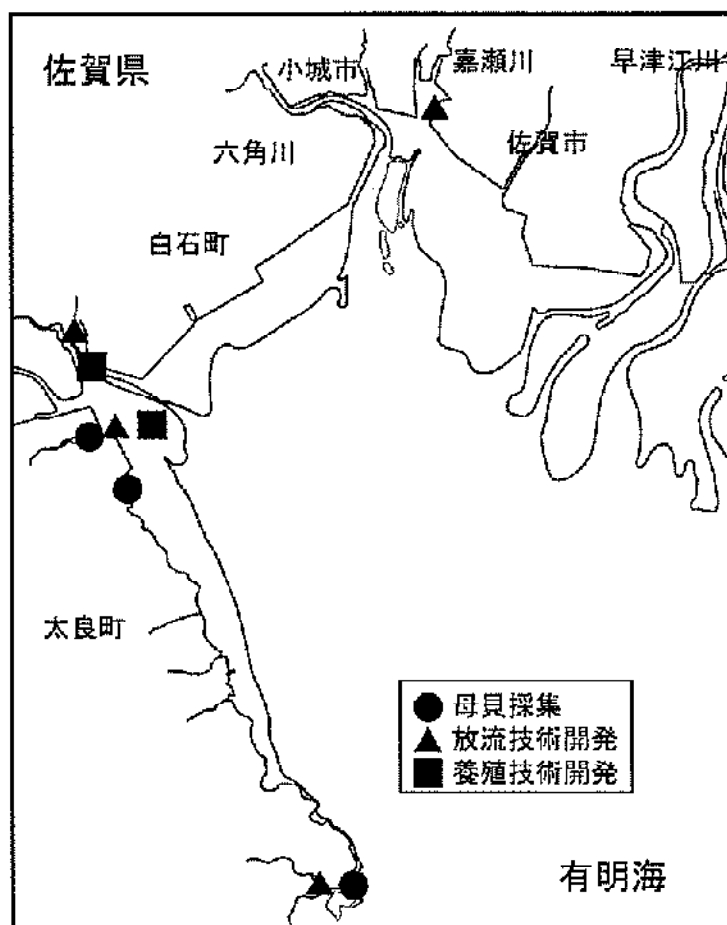 佐賀県
小城市
嘉瀬川
早津江川
六角川
佐賀市
白石町
太良町
母貝採集
放流技術開発
養殖技術開発
有明海